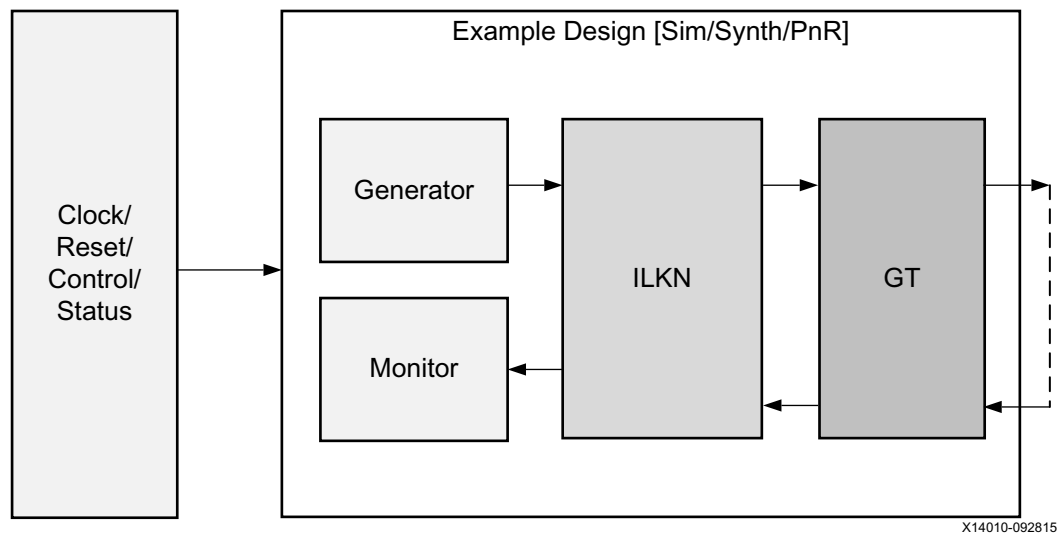 Example Design [Sim/Synth/PnR]
Clock/
Reset/
Control/
Status
Generator
Monitor
ILKN
GT
X14010-092815